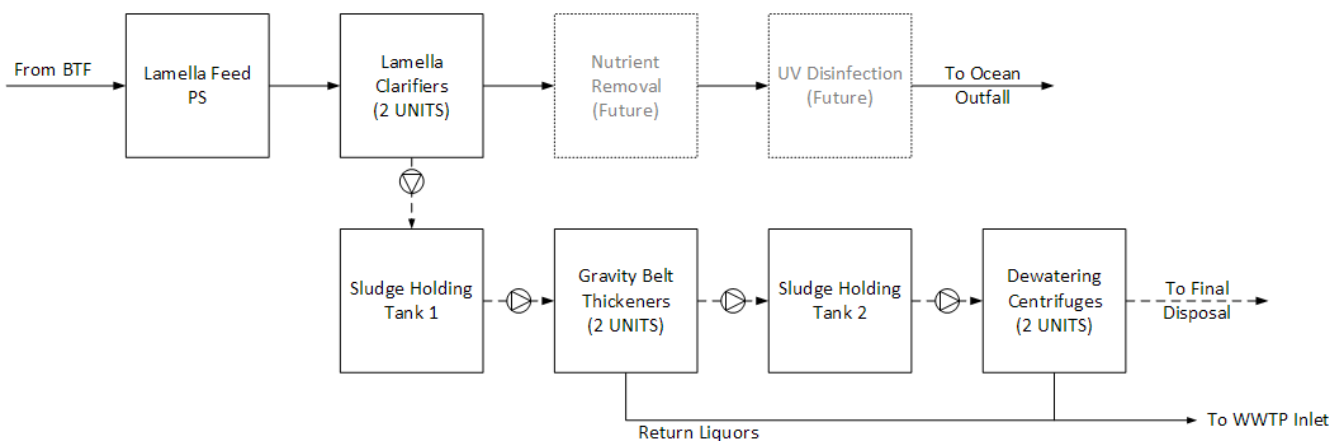 From BTF
Lamella Feed
PS
Lamella
Clarifiers
(2 UNITS)
Nutrient
Removal
(Future)
UV Disinfection
(Future)
To Ocean
Outfall
Sludge Holding
Tank 1
Gravity Belt
Thickeners
(2 UNITS)
Sludge Holding
Tank 2
Dewatering
Centrifuges
(2 UNITS)
To Final
Disposal
Return Liquors
To WWTP Inlet